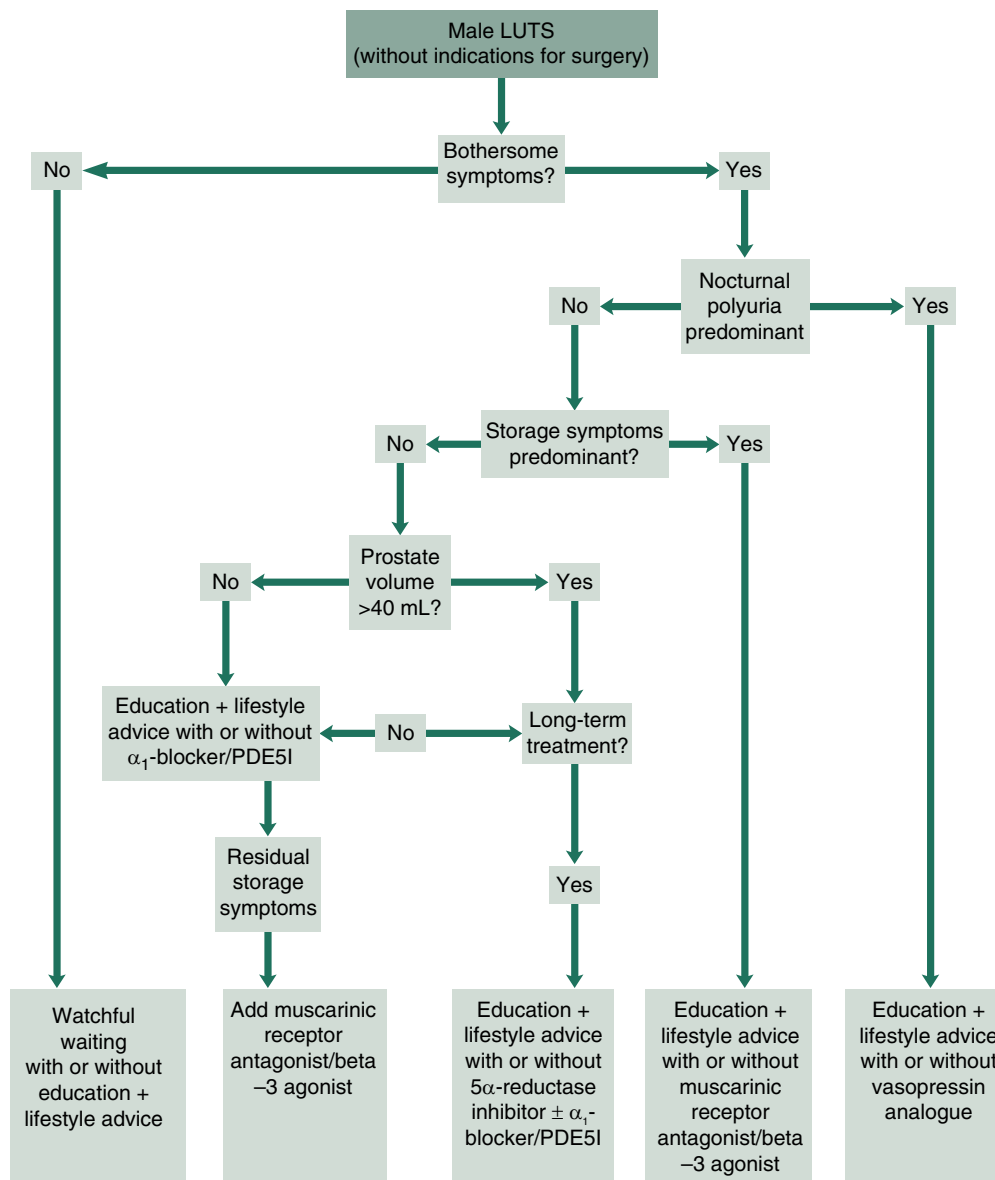 Male LUTS
(without indications for surgery)
Bothersome
symptoms?
No
Yes
Nocturnal
polyuria
predominant
No
Yes
Storage symptoms
predominant?
No
Yes
Prostate
volume
>40 mL?
No
Yes
Education + lifestyle
advice with or without
α₁-blocker/PDE5I
No
Long-term
treatment?
Residual
storage
symptoms
Yes
Watchful
waiting
with or without
education +
lifestyle advice
Add muscarinic
receptor
antagonist/beta
–3 agonist
Education +
lifestyle advice
with or without
5α-reductase
inhibitor ± α₁-
blocker/PDE5I
Education +
lifestyle advice
with or without
muscarinic
receptor
antagonist/beta
–3 agonist
Education +
lifestyle advice
with or without
vasopressin
analogue